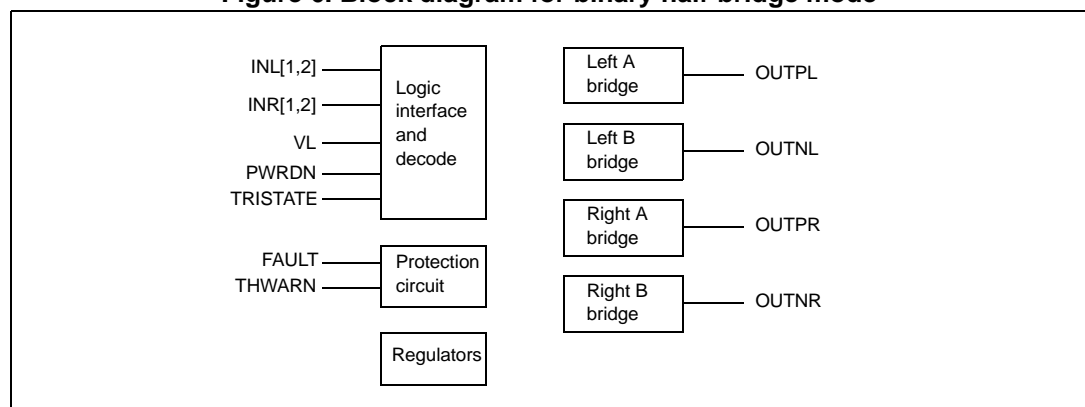 Figure Block diagram for binary half-bridge mode
INL[1,2]
INR[1,2]
VL
PWRDN
TRISTATE
Logic
interface
and
decode
FAULT
THWARN
Protection
circuit
Regulators
Left A
bridge
OUTPL
Left B
bridge
OUTNL
Right A
bridge
OUTPR
Right B
bridge
OUTNR